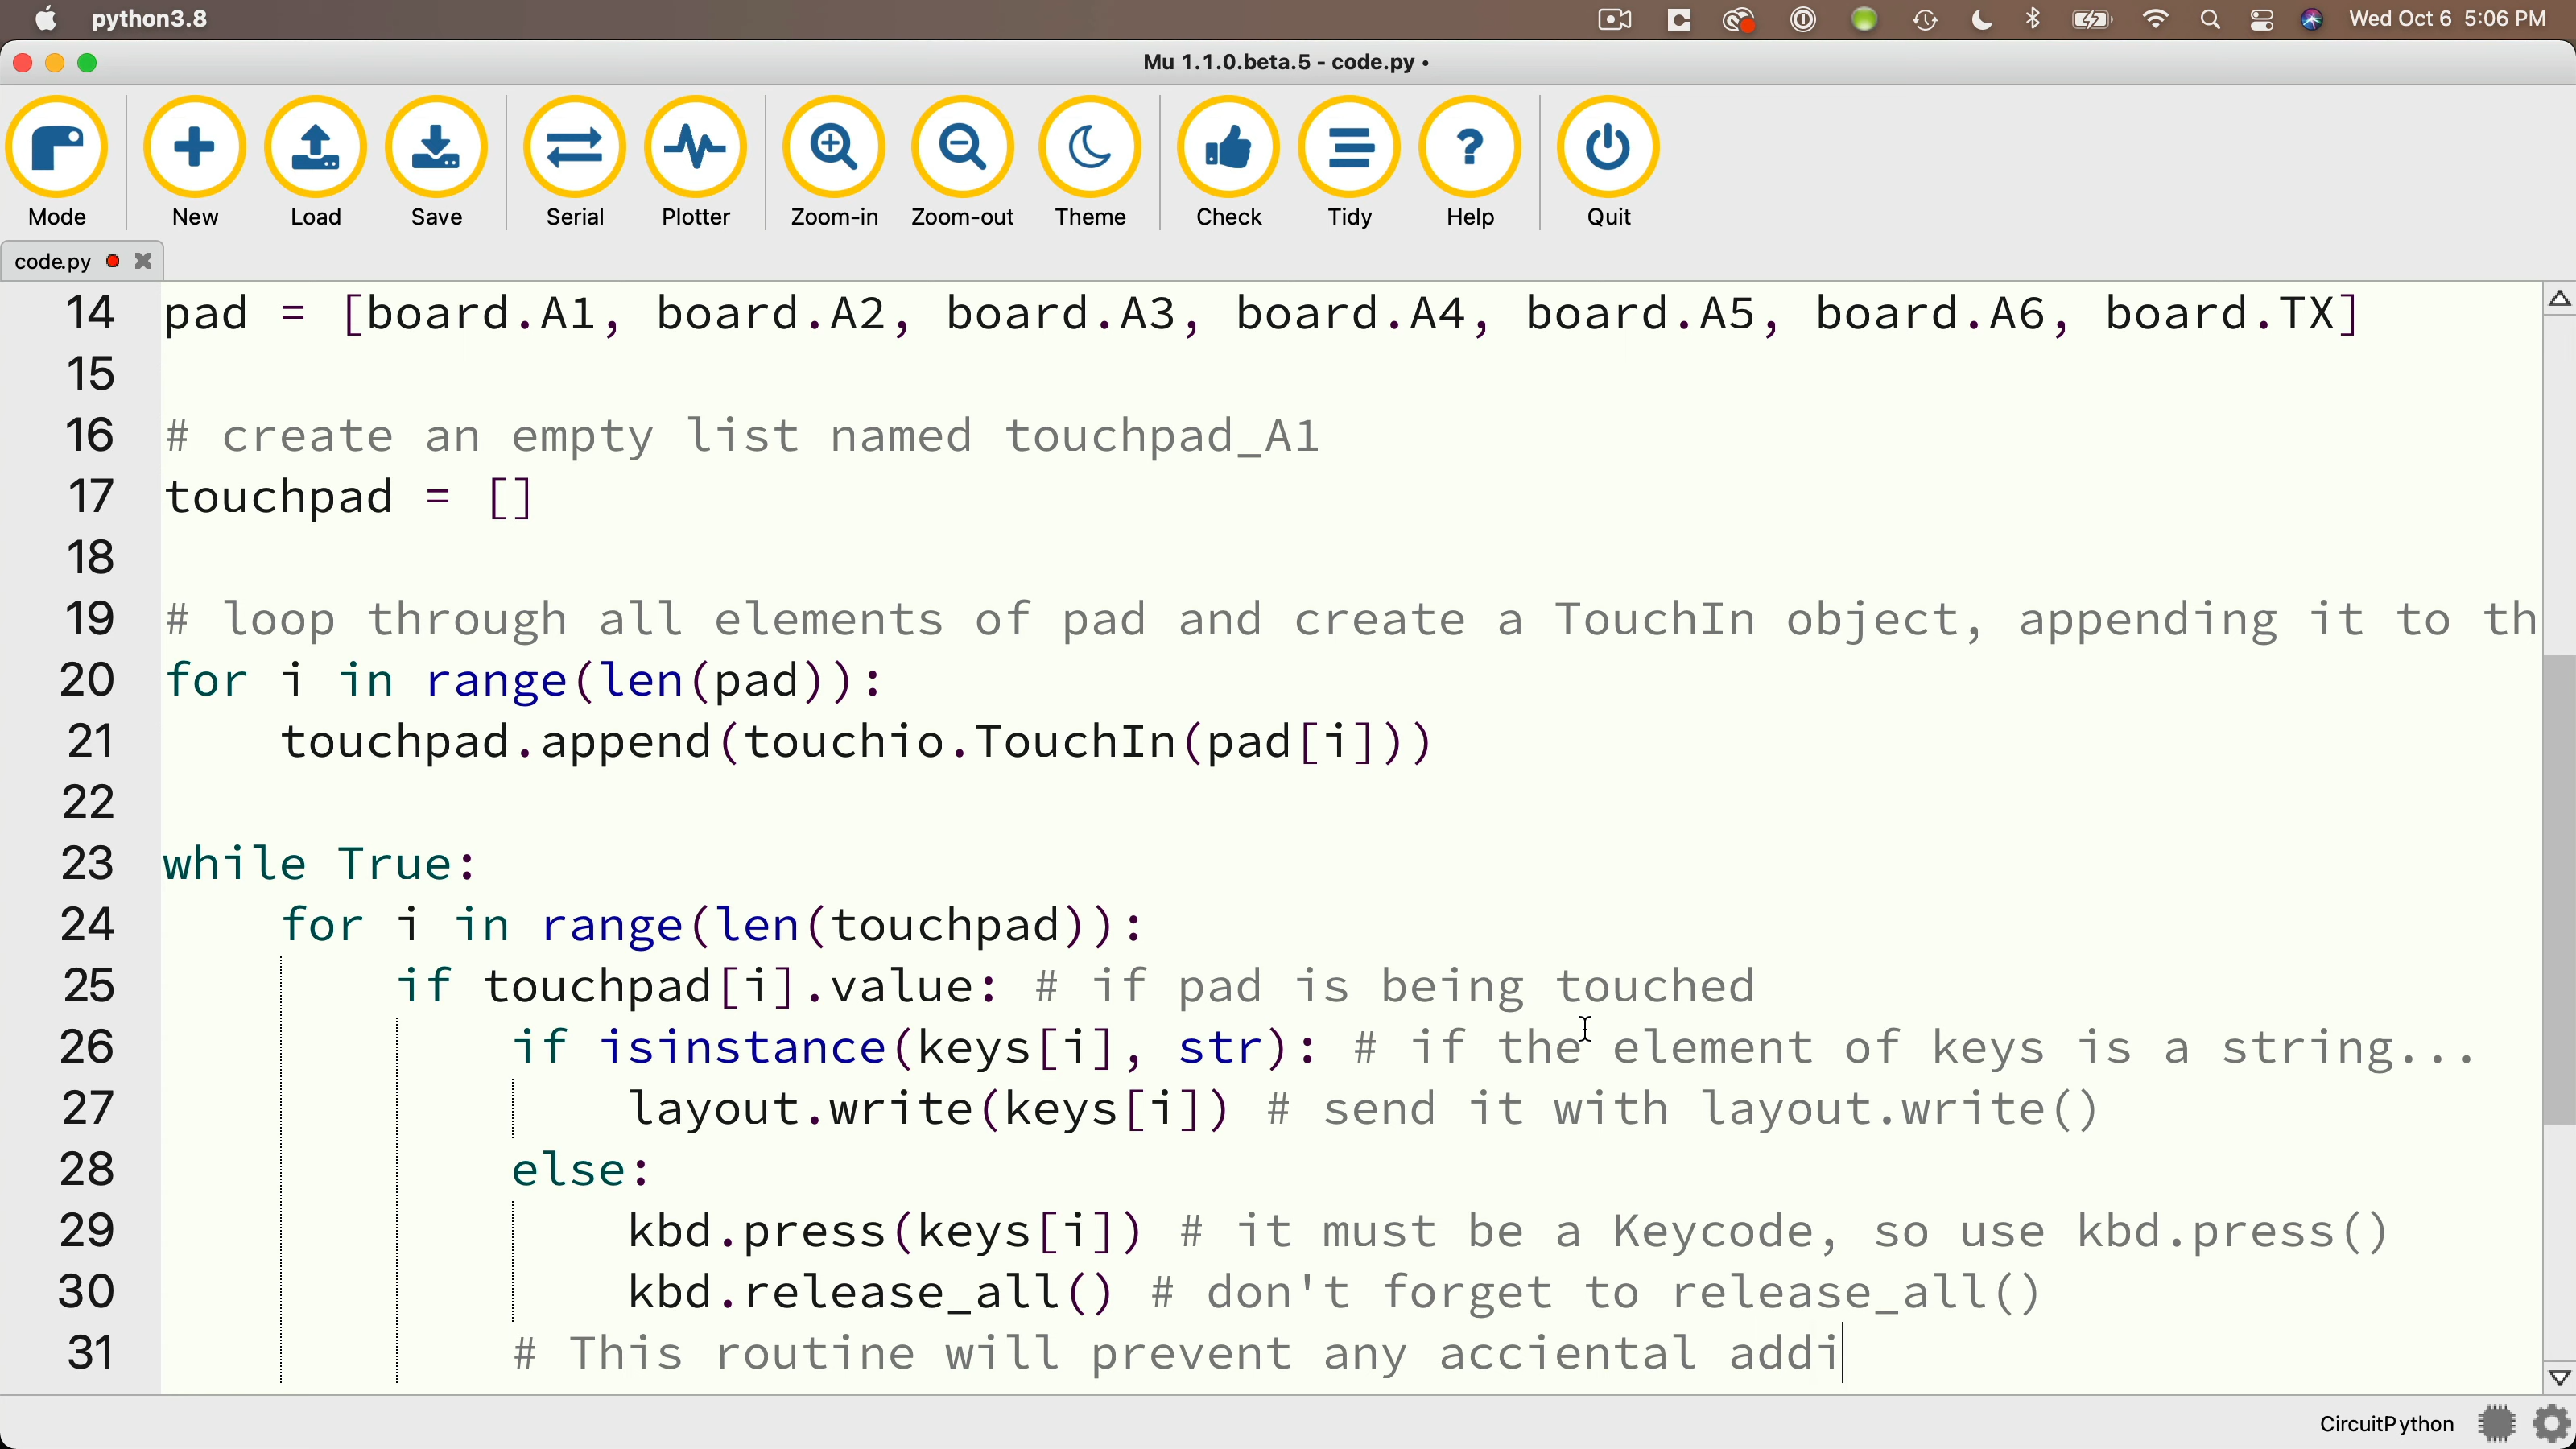 python3.8
Wed Oct 6 5:06 PM
Mu 1.1.0.beta.5 - code.py •
Mode New Load Save Serial Plotter Zoom-in Zoom-out Theme Check Tidy Help Quit
code.py
14 pad = [board.A1, board.A2, board.A3, board.A4, board.A5, board.A6, board.TX]
15
16 # create an empty list named touchpad_A1
17 touchpad = []
18
19 # loop through all elements of pad and create a TouchIn object, appending it to th
20 for i in range(len(pad)):
21 touchpad.append(touchio.TouchIn(pad[i]))
22
23 while True:
24 for i in range(len(touchpad)):
25 if touchpad[i].value: # if pad is being touched
26 if isinstance(keys[i], str): # if the element of keys is a string...
27 layout.write(keys[i]) # send it with layout.write()
28 else:
29 kbd.press(keys[i]) # it must be a Keycode, so use kbd.press()
30 kbd.release_all() # don't forget to release_all()
31 # This routine will prevent any acciental addi
CircuitPython